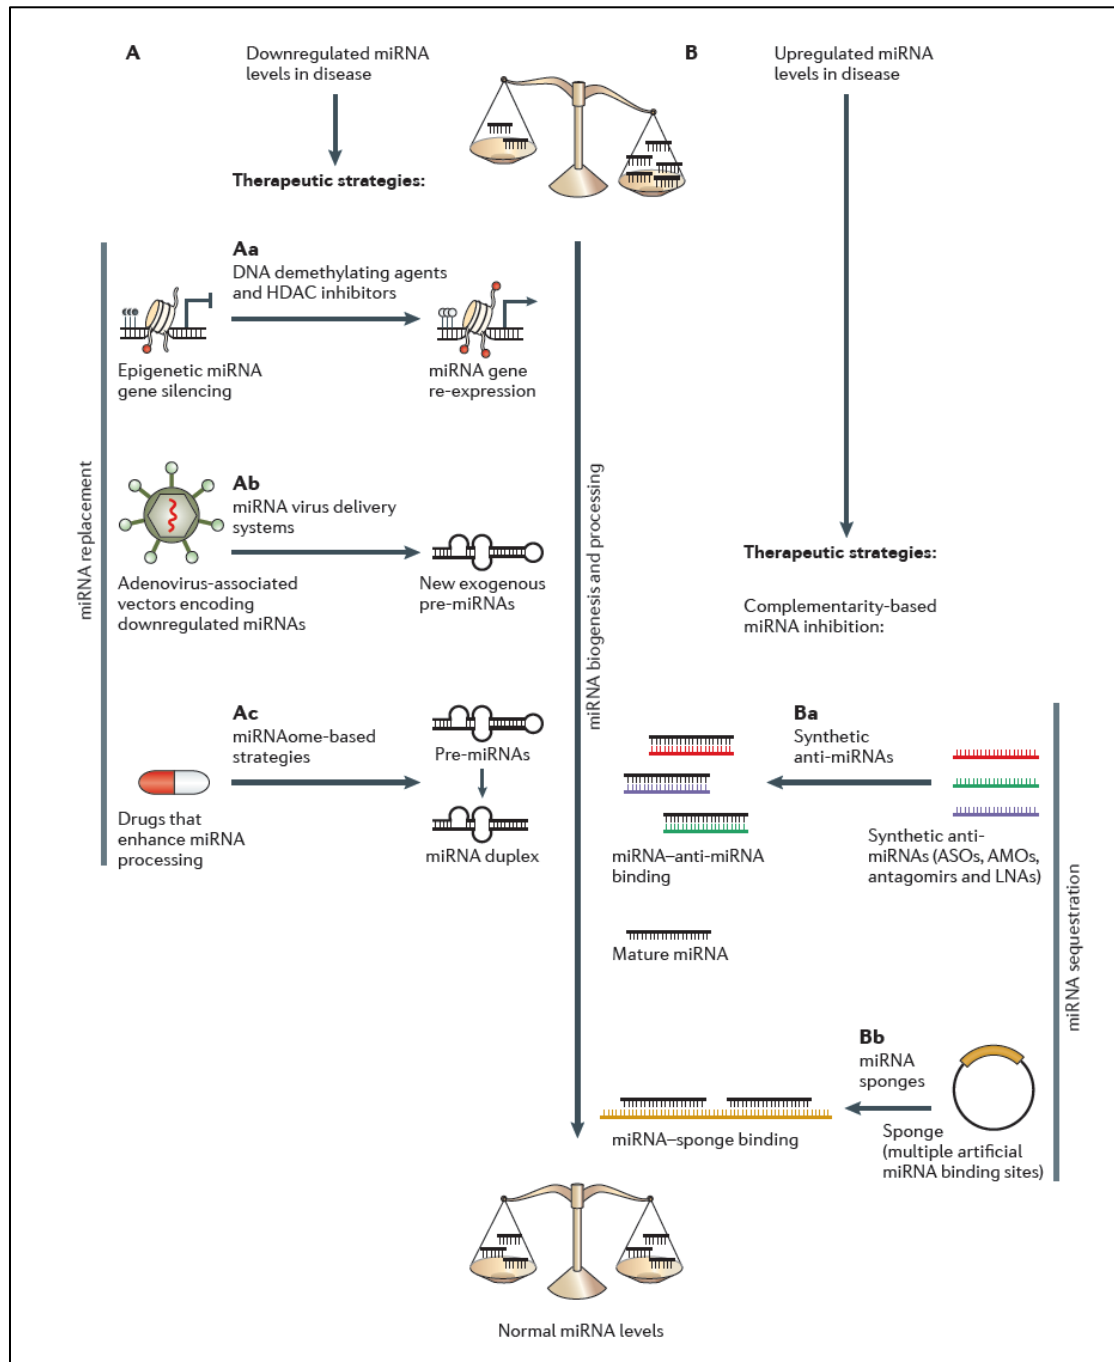 A
Downregulated miRNA
levels in disease
Therapeutic strategies:
B
Upregulated miRNA
levels in disease
miRNA replacement
Aa
DNA demethylating agents
and HDAC inhibitors
Epigenetic miRNA
gene silencing
miRNA gene
re-expression
Ab
miRNA virus delivery
systems
Adenovirus-associated
vectors encoding
downregulated miRNAs
New exogenous
pre-miRNAs
Ac
miRNAome-based
strategies
Drugs that
enhance miRNA
processing
Pre-miRNAs
miRNA duplex
miRNA biogenesis and processing
Therapeutic strategies:
Complementarity-based
miRNA inhibition:
Ba
Synthetic
anti-miRNAs
miRNA–anti-miRNA
binding
Synthetic anti-
miRNAs (ASOs, AMOs,
antagomirs and LNAs)
Mature miRNA
Bb
miRNA
sponges
miRNA–sponge binding
Sponge
(multiple artificial
miRNA binding sites)
miRNA sequestration
Normal miRNA levels